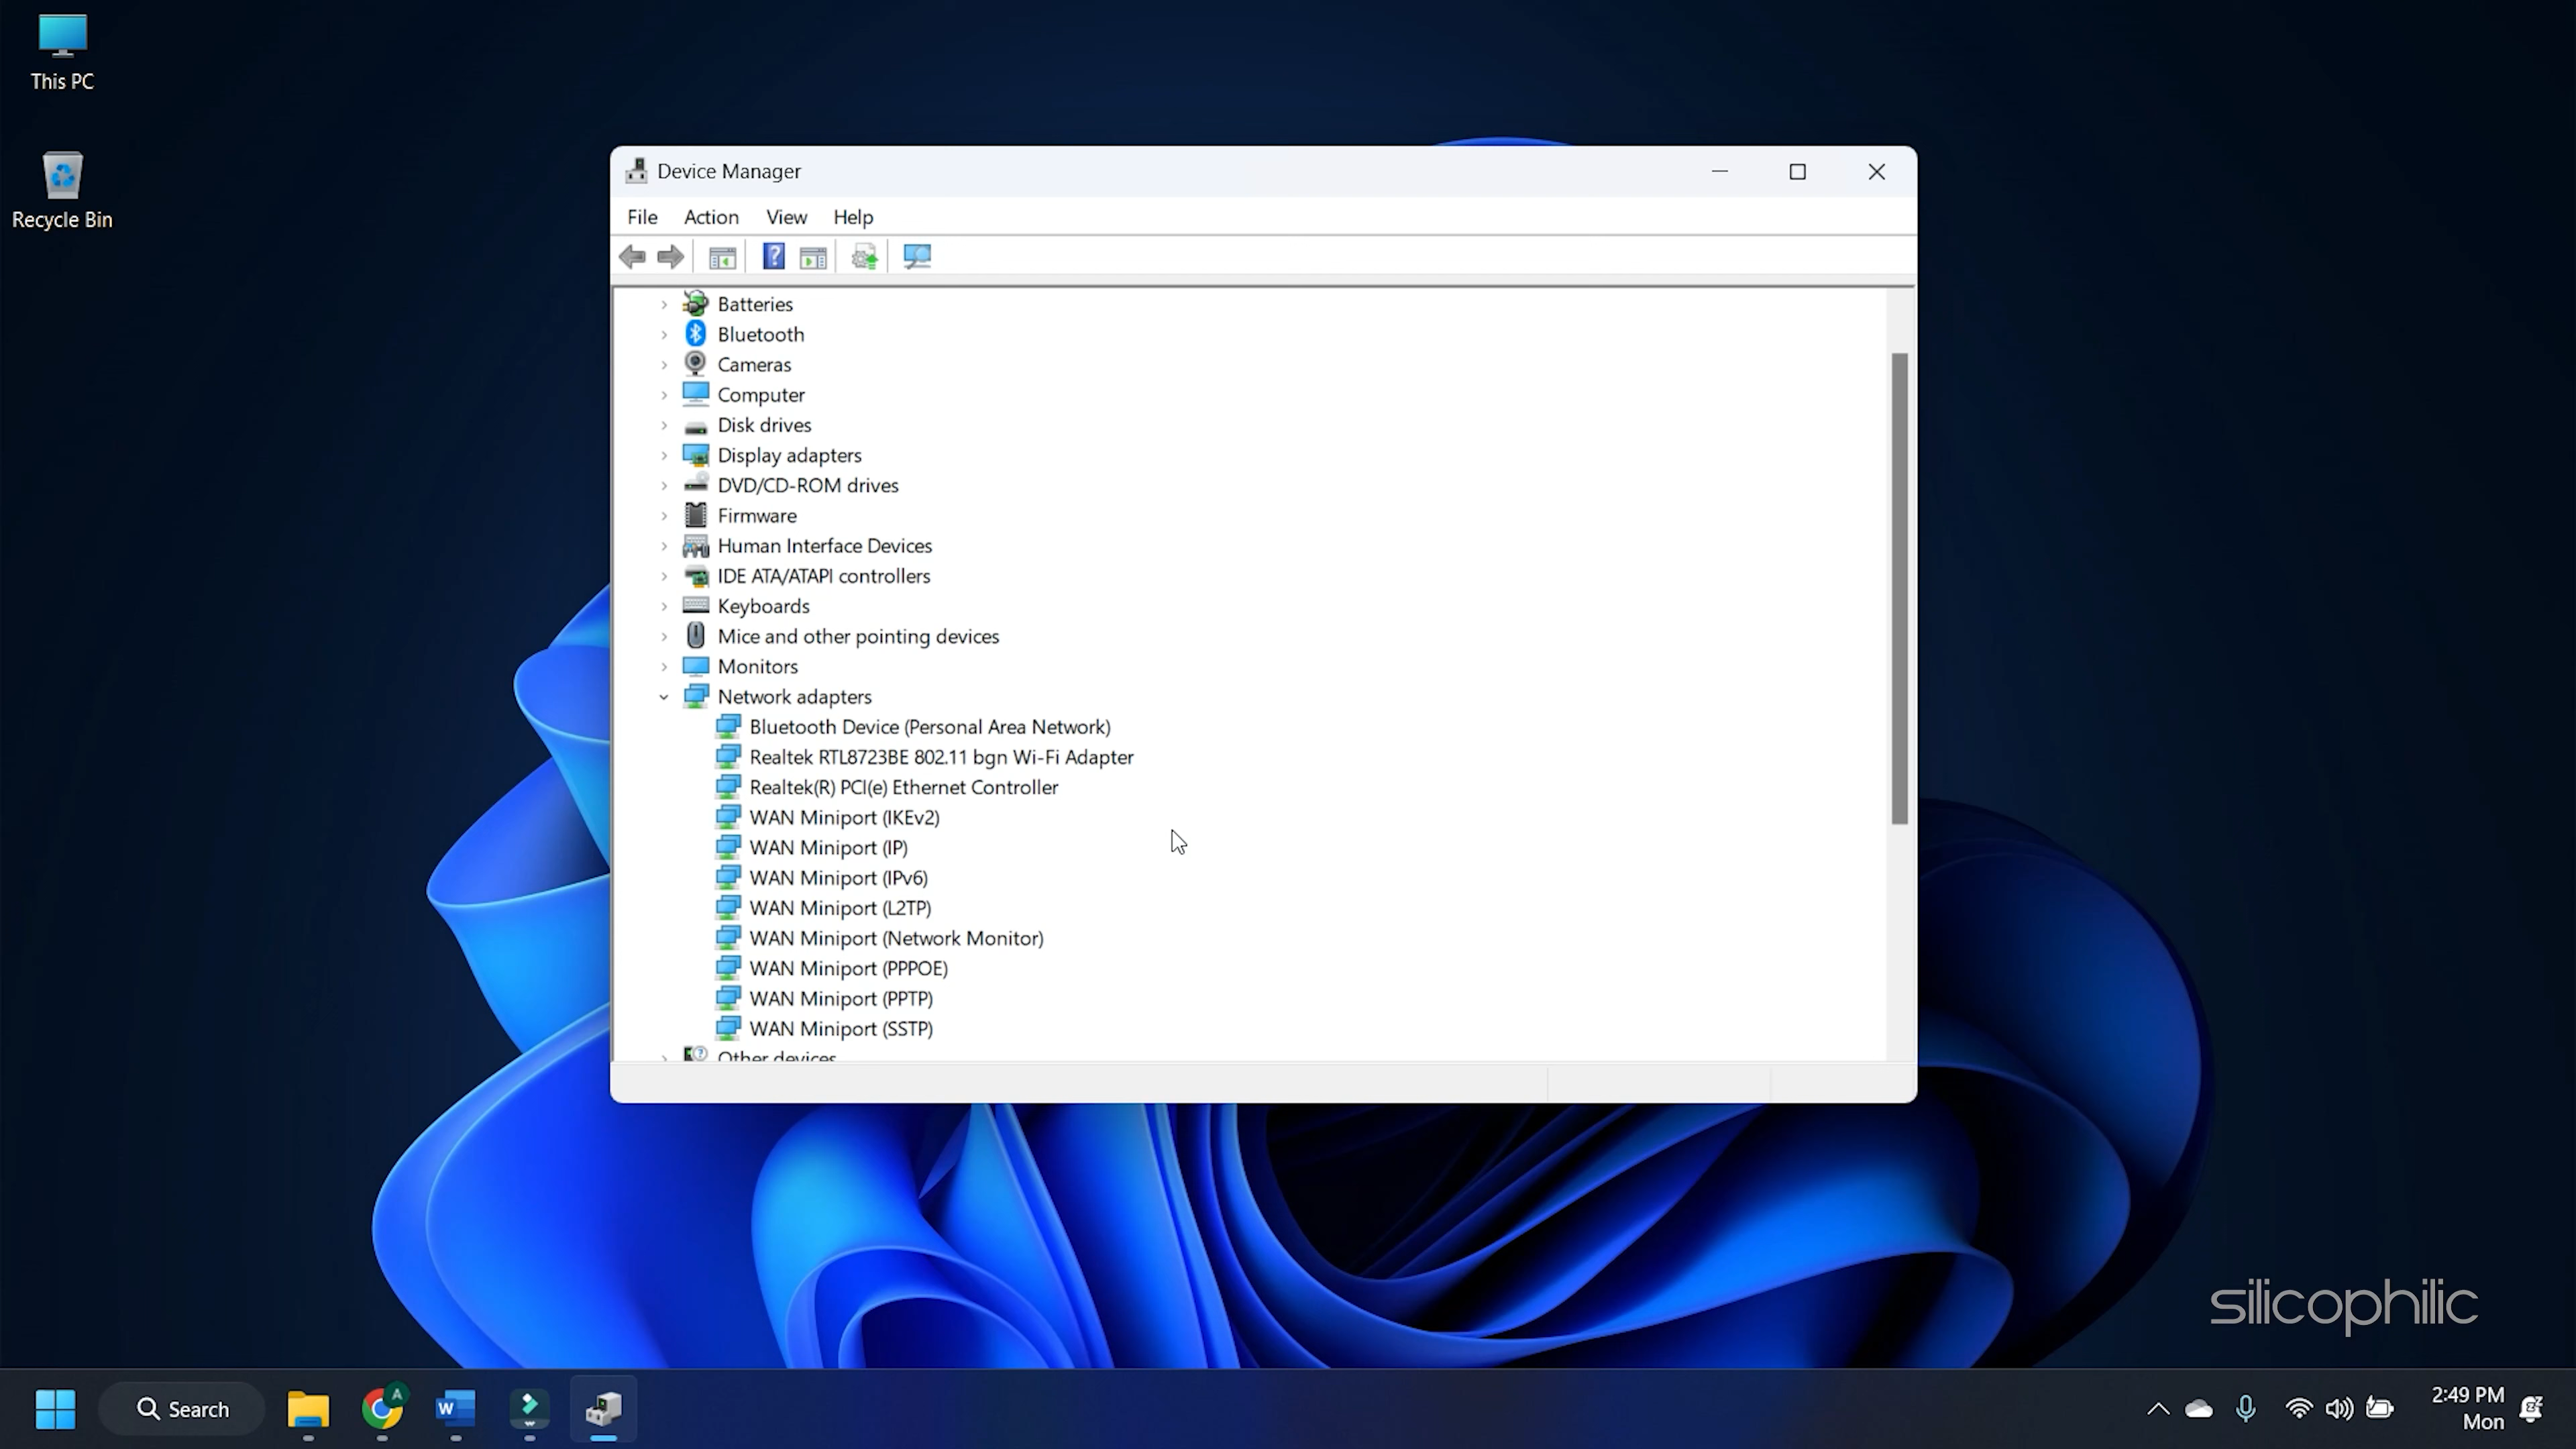 This PC
Recycle Bin
Device Manager
File Action View Help
Batteries
Bluetooth
Cameras
Computer
Disk drives
Display adapters
DVD/CD-ROM drives
Firmware
Human Interface Devices
IDE ATA/ATAPI controllers
Keyboards
Mice and other pointing devices
Monitors
Network adapters
Bluetooth Device (Personal Area Network)
Realtek RTL8723BE 802.11 bgn Wi-Fi Adapter
Realtek(R) PCI(e) Ethernet Controller
WAN Miniport (IKEv2)
WAN Miniport (IP)
WAN Miniport (IPv6)
WAN Miniport (L2TP)
WAN Miniport (Network Monitor)
WAN Miniport (PPPOE)
WAN Miniport (PPTP)
WAN Miniport (SSTP)
Other devices
silicophilic
Search
A
W
2:49 PM
Mon